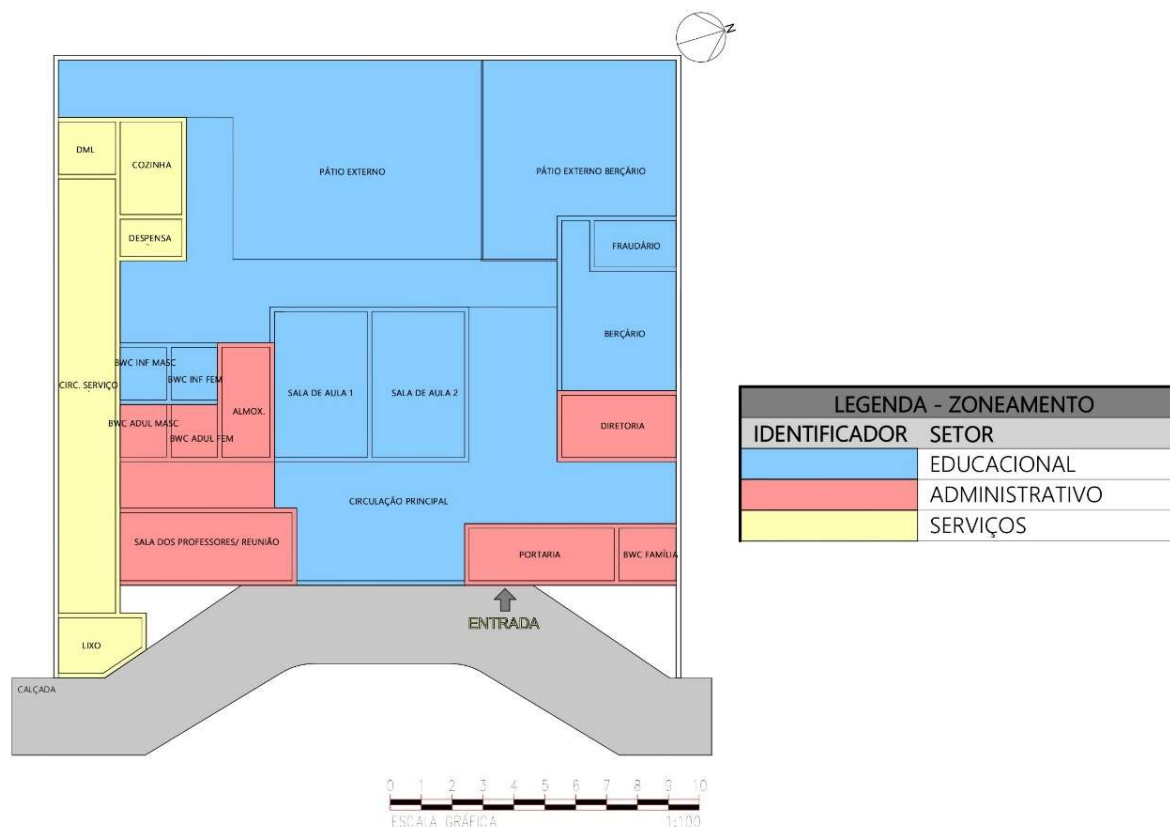 N
DML
COZINHA
PÁTIO EXTERNO
PÁTIO EXTERNO BERÇÁRIO
DESPENSA
FRAUDÁRIO
BERÇÁRIO
BWC INF MASC
BWC INF FEM
CIRC. SERVIÇO
SALA DE AULA 1
SALA DE AULA 2
ALMOX.
BWC ADUL MASC
BWC ADUL FEM
DIRETORIA
CIRCULAÇÃO PRINCIPAL
SALA DOS PROFESSORES/ REUNIÃO
PORTARIA
BWC FAMÍLIA
ENTRADA
LIXO
CALÇADA
LEGENDA - ZONEAMENTO
IDENTIFICADOR SETOR
EDUCACIONAL
ADMINISTRATIVO
SERVIÇOS
0 1 2 3 4 5 6 7 8 9 10
ESCALA GRÁFICA 1:100